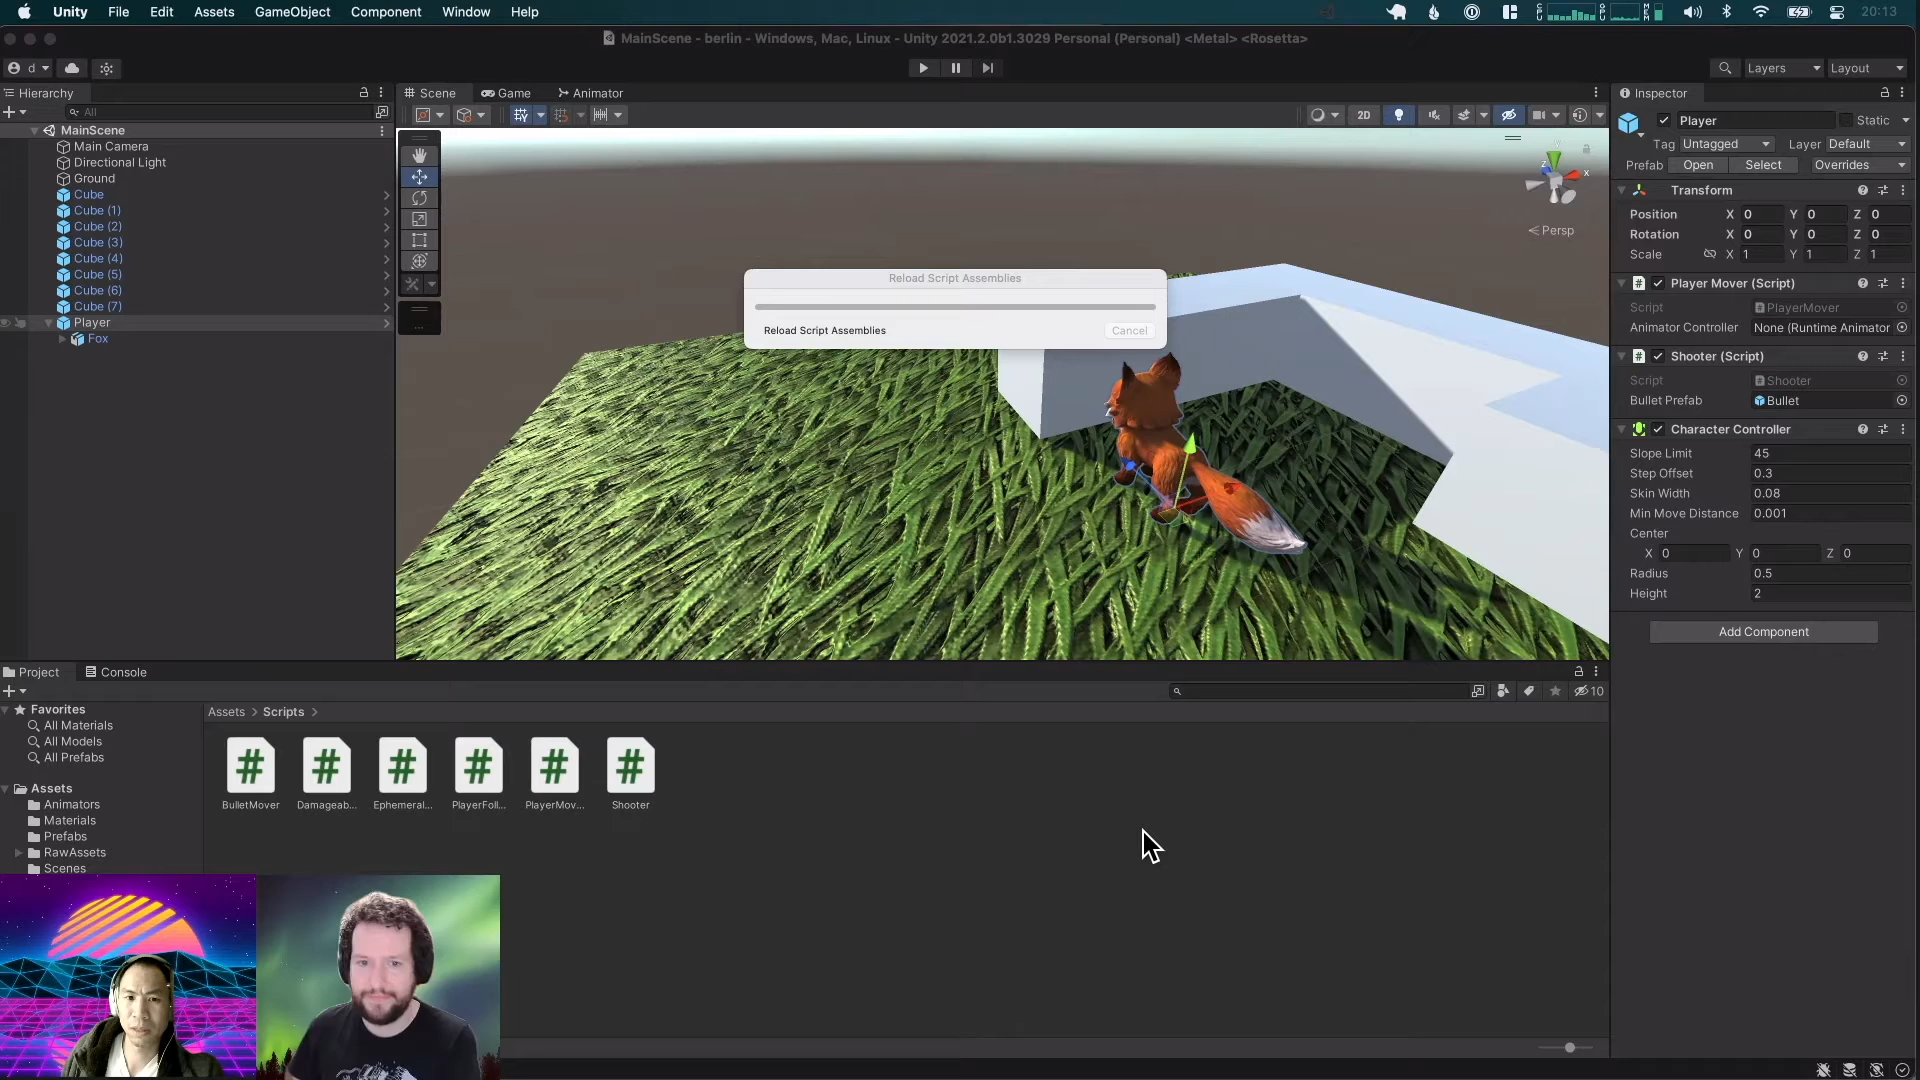 Unity File Edit Assets GameObject Component Window Help 20:13
MainScene - berlin - Windows, Mac, Linux - Unity 2021.2.0b1.3029 Personal (Personal) <Metal> <Rosetta>
d Layers Layout
Hierarchy
All
MainScene
Main Camera
Directional Light
Ground
Cube
Cube (1)
Cube (2)
Cube (3)
Cube (4)
Cube (5)
Cube (6)
Cube (7)
Player
Fox
Scene Game Animator
2D
x
z
Persp
Reload Script Assemblies
Reload Script Assemblies Cancel
Inspector
Player Static
Tag Untagged Layer Default
Prefab Open Select Overrides
Transform
Position X 0 Y 0 Z 0
Rotation X 0 Y 0 Z 0
Scale X 1 Y 1 Z 1
Player Mover (Script)
Script PlayerMover
Animator Controller None (Runtime Animator
Shooter (Script)
Script Shooter
Bullet Prefab Bullet
Character Controller
Slope Limit 45
Step Offset 0.3
Skin Width 0.08
Min Move Distance 0.001
Center
X 0 Y 0 Z 0
Radius 0.5
Height 2
Add Component
Project Console
10
Favorites
All Materials
All Models
All Prefabs
Assets
Animators
Materials
Prefabs
RawAssets
Scenes
Assets > Scripts >
BulletMover Damageab... Ephemeral... PlayerFoll... PlayerMov... Shooter